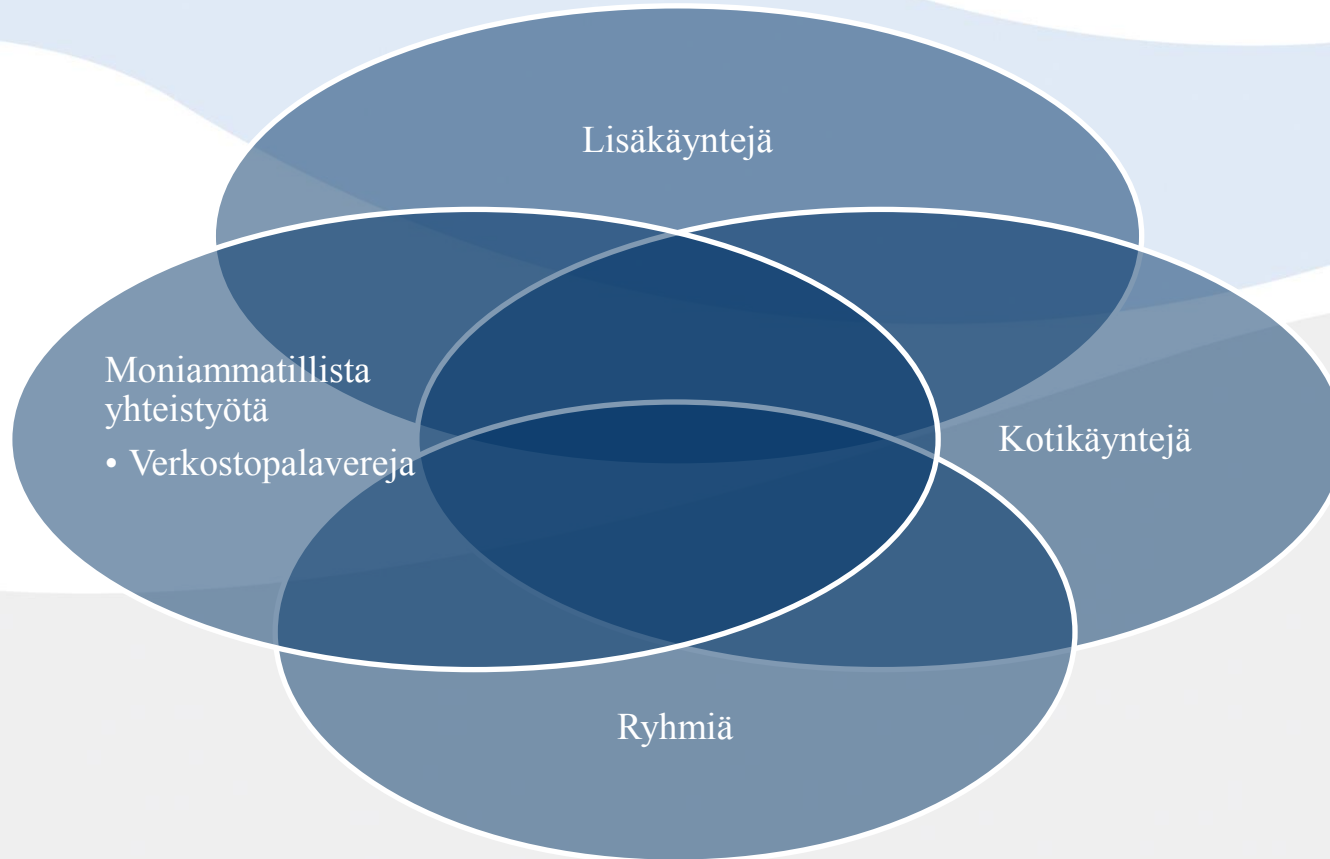 Lisäkäyntejä
Moniammatillista
yhteistyötä
• Verkostopalavereja
Kotikäyntejä
Ryhmiä